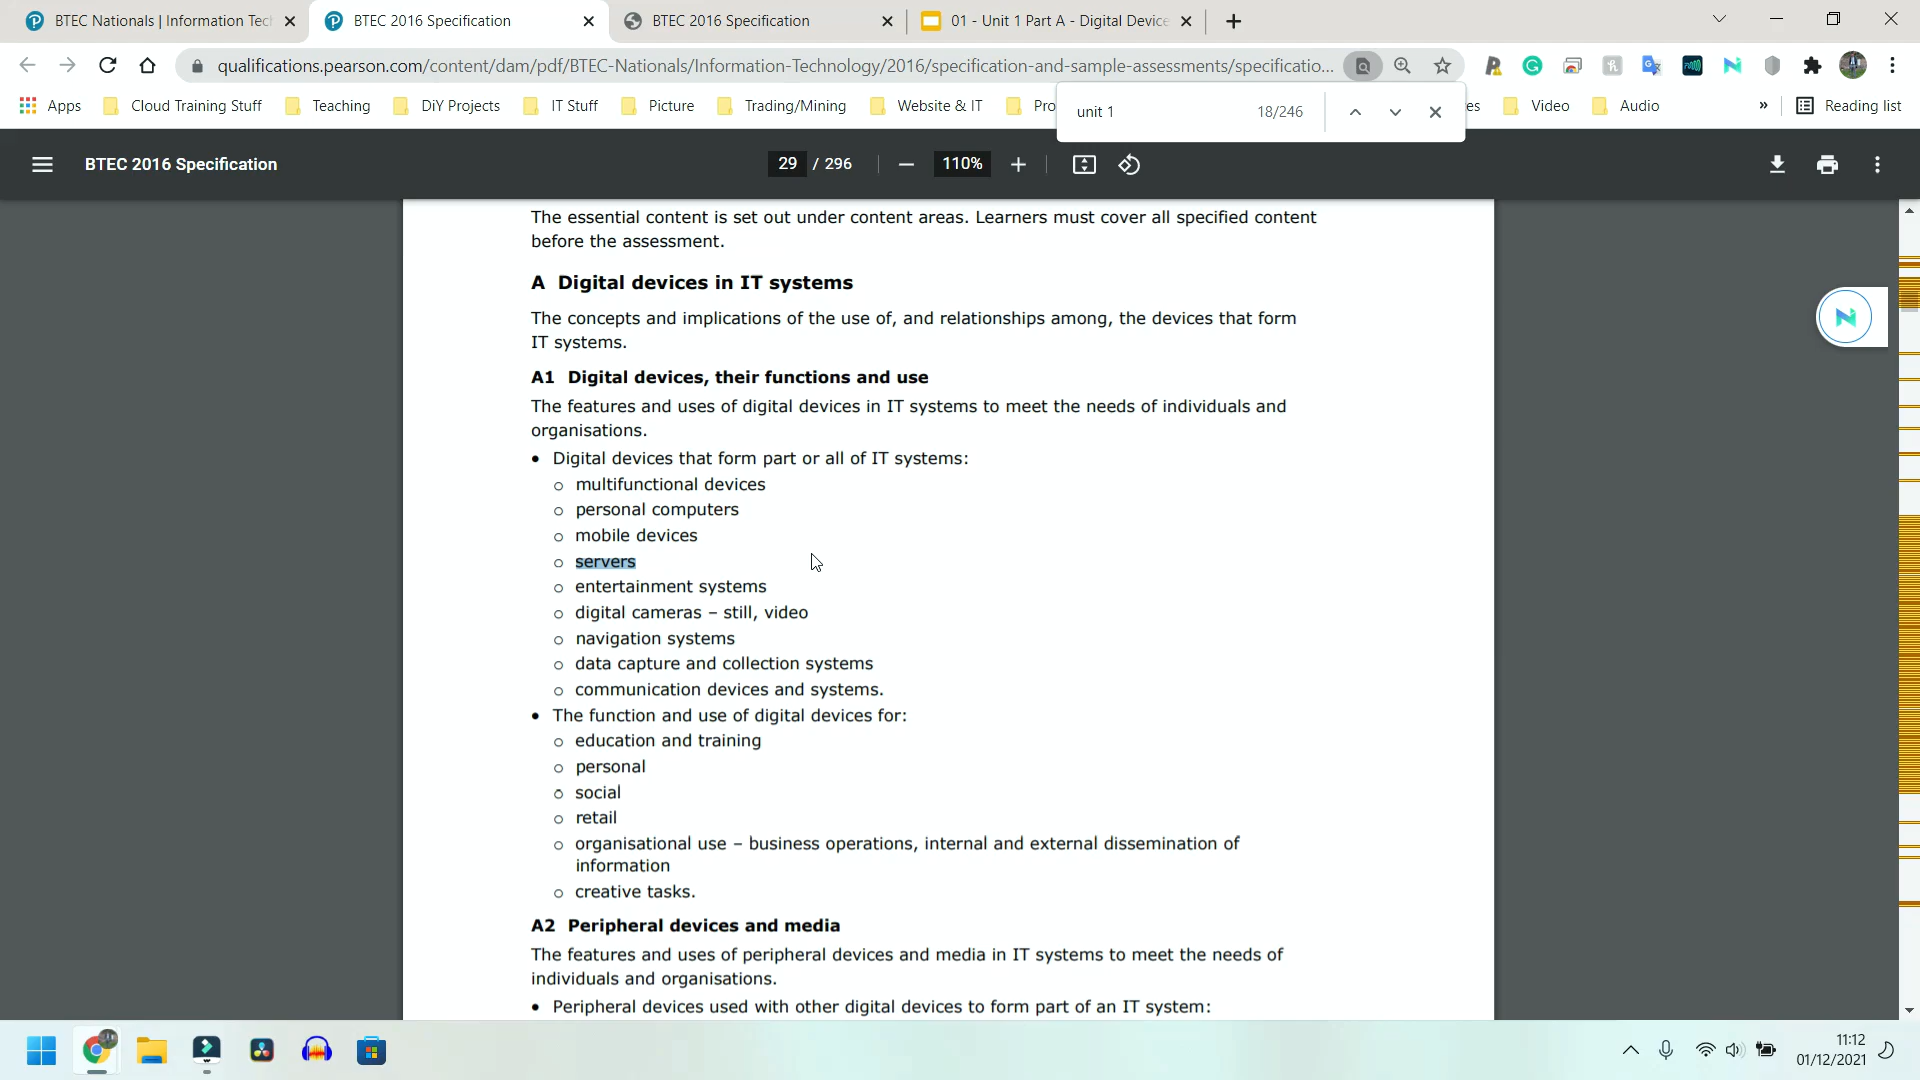 BTEC Nationals | Information Tech
BTEC 2016 Specification
BTEC 2016 Specification
01 - Unit 1 Part A - Digital Device
qualifications.pearson.com/content/dam/pdf/BTEC-Nationals/Information-Technology/2016/specification-and-sample-assessments/specificatio...
Apps
Cloud Training Stuff
Teaching
DiY Projects
IT Stuff
Picture
Trading/Mining
Website & IT
Pro
es
Video
Audio
»
Reading list
unit 1
18/246
BTEC 2016 Specification
29 / 296
110%
The essential content is set out under content areas. Learners must cover all specified content
before the assessment.
A Digital devices in IT systems
The concepts and implications of the use of, and relationships among, the devices that form
IT systems.
A1 Digital devices, their functions and use
The features and uses of digital devices in IT systems to meet the needs of individuals and
organisations.
• Digital devices that form part or all of IT systems:
o multifunctional devices
o personal computers
o mobile devices
o servers
o entertainment systems
o digital cameras – still, video
o navigation systems
o data capture and collection systems
o communication devices and systems.
• The function and use of digital devices for:
o education and training
o personal
o social
o retail
o organisational use – business operations, internal and external dissemination of
information
o creative tasks.
A2 Peripheral devices and media
The features and uses of peripheral devices and media in IT systems to meet the needs of
individuals and organisations.
• Peripheral devices used with other digital devices to form part of an IT system:
11:12
01/12/2021